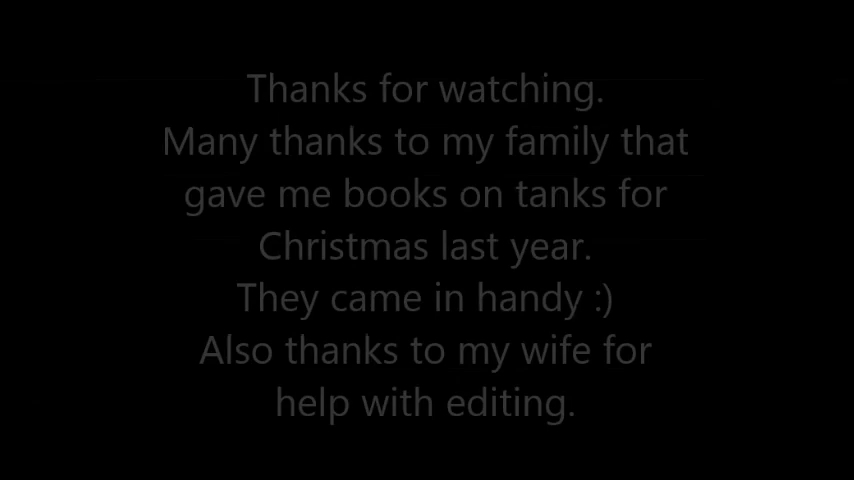 Thanks for watching.
Many thanks to my family that
gave me books on tanks for
Christmas last year.
They came in handy :)
Also thanks to my wife for
help with editing.